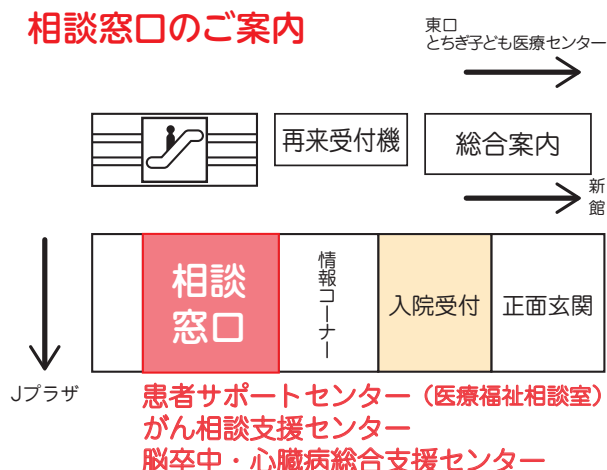 相談窓口のご案内
東口
とちぎ子ども医療センター
再来受付機
総合案内
新館
相談
窓口
情報コーナー
入院受付
正面玄関
Jプラザ
患者サポートセンター（医療福祉相談室）
がん相談支援センター
脳卒中・心臓病総合支援センター